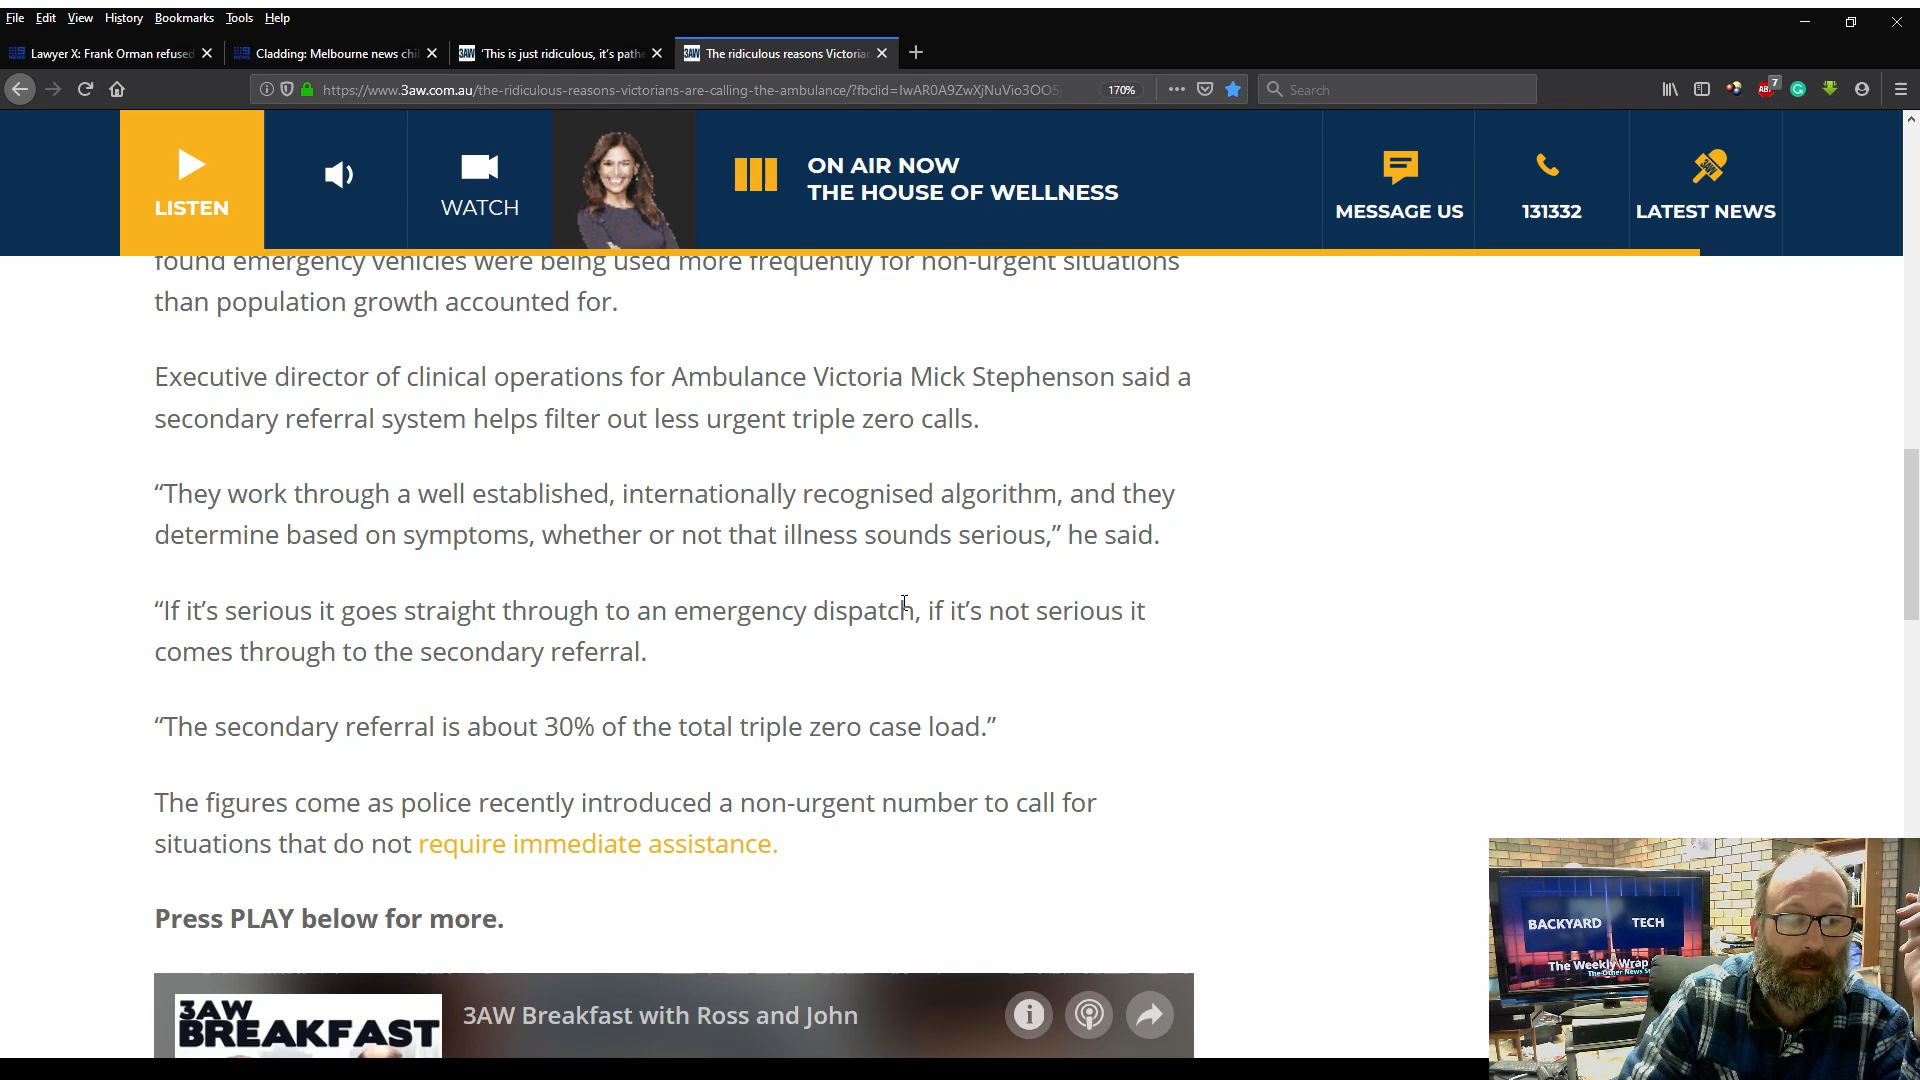 File Edit View History Bookmarks Tools Help
Lawyer X: Frank Orman refused
Cladding: Melbourne news chi
3AW 'This is just ridiculous, it's pathe
3AW The ridiculous reasons Victoria
https://www.3aw.com.au/the-ridiculous-reasons-victorians-are-calling-the-ambulance/?fbclid=IwAR0A9ZwXjNuVio3OO5
170%
Search
7
LISTEN
WATCH
ON AIR NOW
THE HOUSE OF WELLNESS
MESSAGE US
131332
LATEST NEWS
found emergency vehicles were being used more frequently for non-urgent situations
than population growth accounted for.
Executive director of clinical operations for Ambulance Victoria Mick Stephenson said a
secondary referral system helps filter out less urgent triple zero calls.
“They work through a well established, internationally recognised algorithm, and they
determine based on symptoms, whether or not that illness sounds serious,” he said.
“If it’s serious it goes straight through to an emergency dispatch, if it’s not serious it
comes through to the secondary referral.
“The secondary referral is about 30% of the total triple zero case load.”
The figures come as police recently introduced a non-urgent number to call for
situations that do not require immediate assistance.
Press PLAY below for more.
3AW
BREAKFAST
3AW Breakfast with Ross and John
BACKYARD TECH
The Weekly Wrap
The Other News